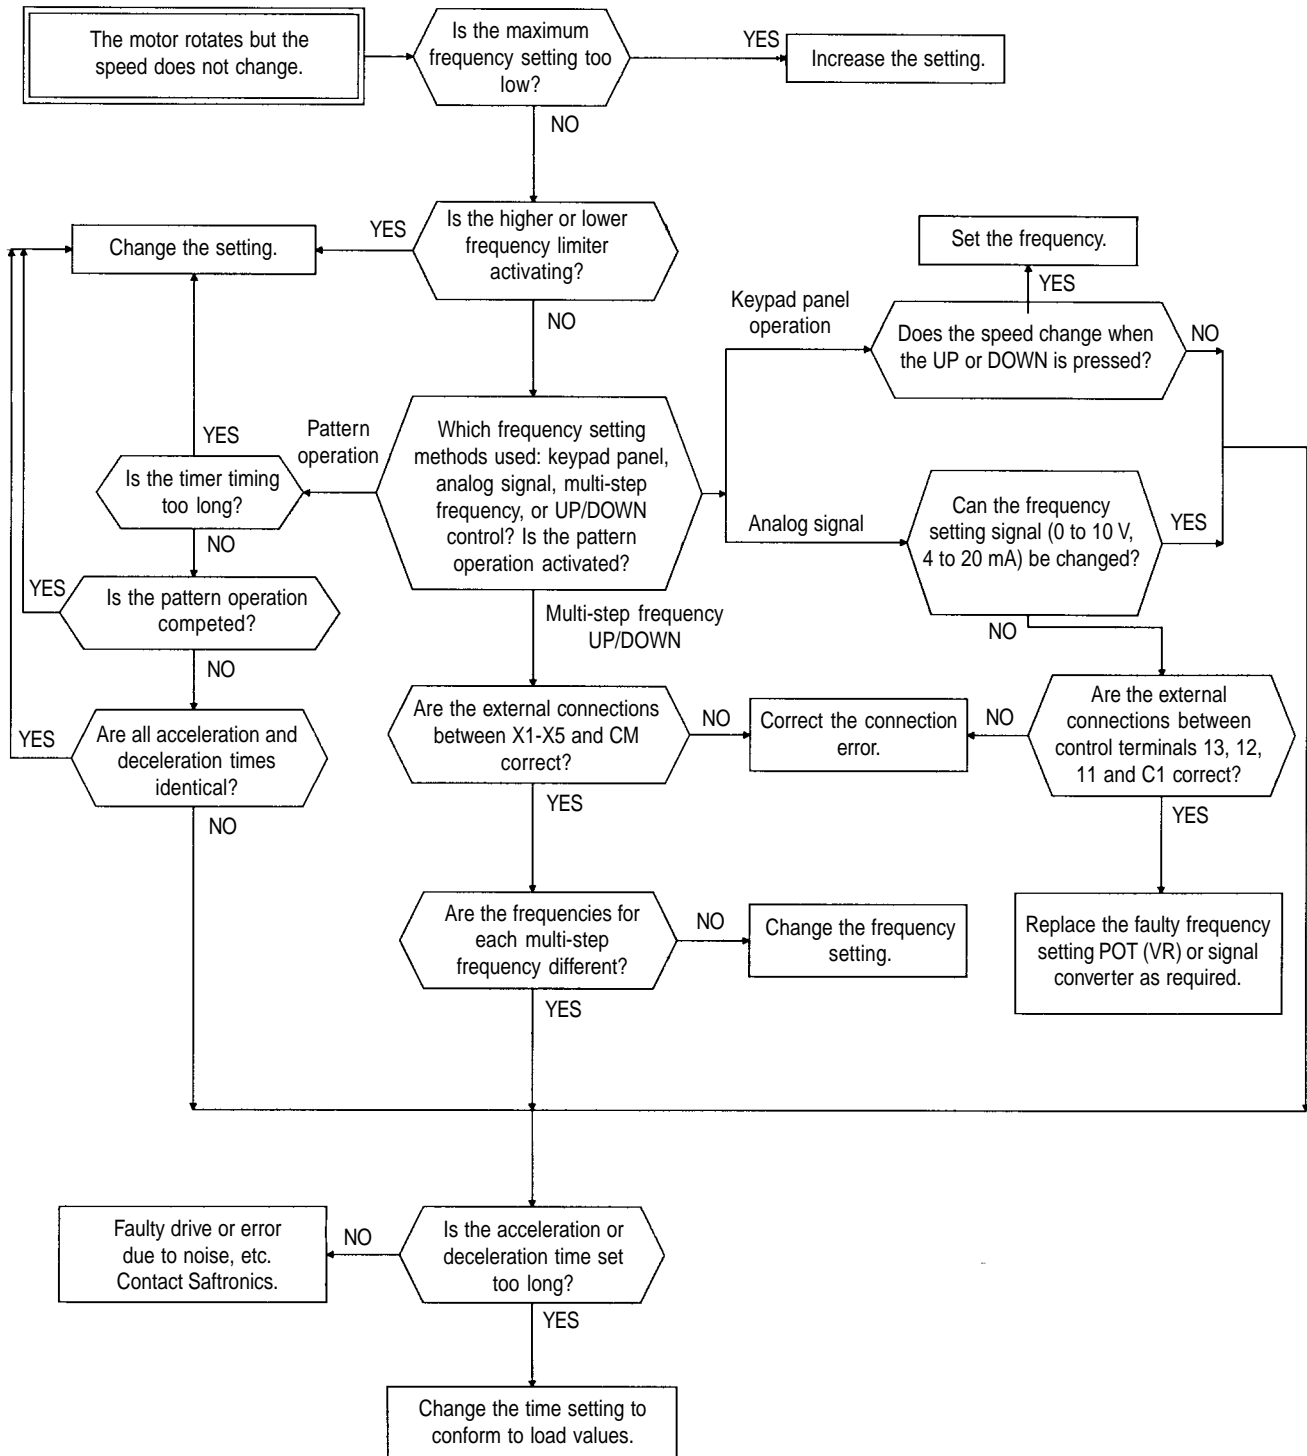 The motor rotates but the
speed does not change.
Is the maximum
frequency setting too
low?
YES
Increase the setting.
NO
Is the higher or lower
frequency limiter
activating?
YES
Change the setting.
NO
Set the frequency.
YES
Keypad panel
operation
Does the speed change when
the UP or DOWN is pressed?
NO
Which frequency setting
methods used: keypad panel,
analog signal, multi-step
frequency, or UP/DOWN
control? Is the pattern
operation activated?
Pattern
operation
YES
Is the timer timing
too long?
NO
Analog signal
Can the frequency
setting signal (0 to 10 V,
4 to 20 mA) be changed?
YES
NO
YES
Is the pattern operation
competed?
NO
Multi-step frequency
UP/DOWN
YES
Are all acceleration and
deceleration times
identical?
NO
Are the external connections
between X1-X5 and CM
correct?
NO
Correct the connection
error.
NO
Are the external
connections between
control terminals 13, 12,
11 and C1 correct?
YES
YES
Are the frequencies for
each multi-step
frequency different?
NO
Change the frequency
setting.
Replace the faulty frequency
setting POT (VR) or signal
converter as required.
YES
Faulty drive or error
due to noise, etc.
Contact Saftronics.
NO
Is the acceleration or
deceleration time set
too long?
YES
Change the time setting to
conform to load values.